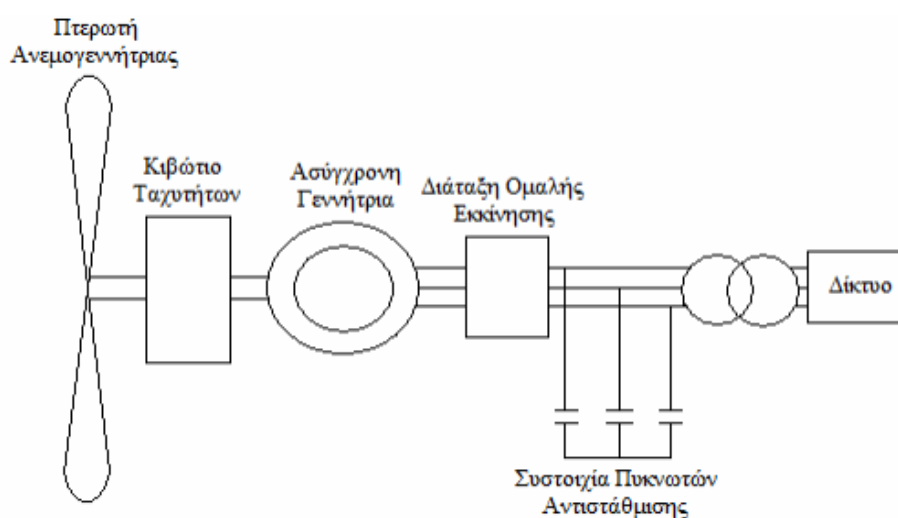 Πτερωτή
Ανεμογεννήτριας
Κιβώτιο
Ταχυτήτων
Ασύγχρονη
Γεννήτρια
Διάταξη Ομαλής
Εκκίνησης
Δίκτυο
Συστοιχία Πυκνωτών
Αντιστάθμισης